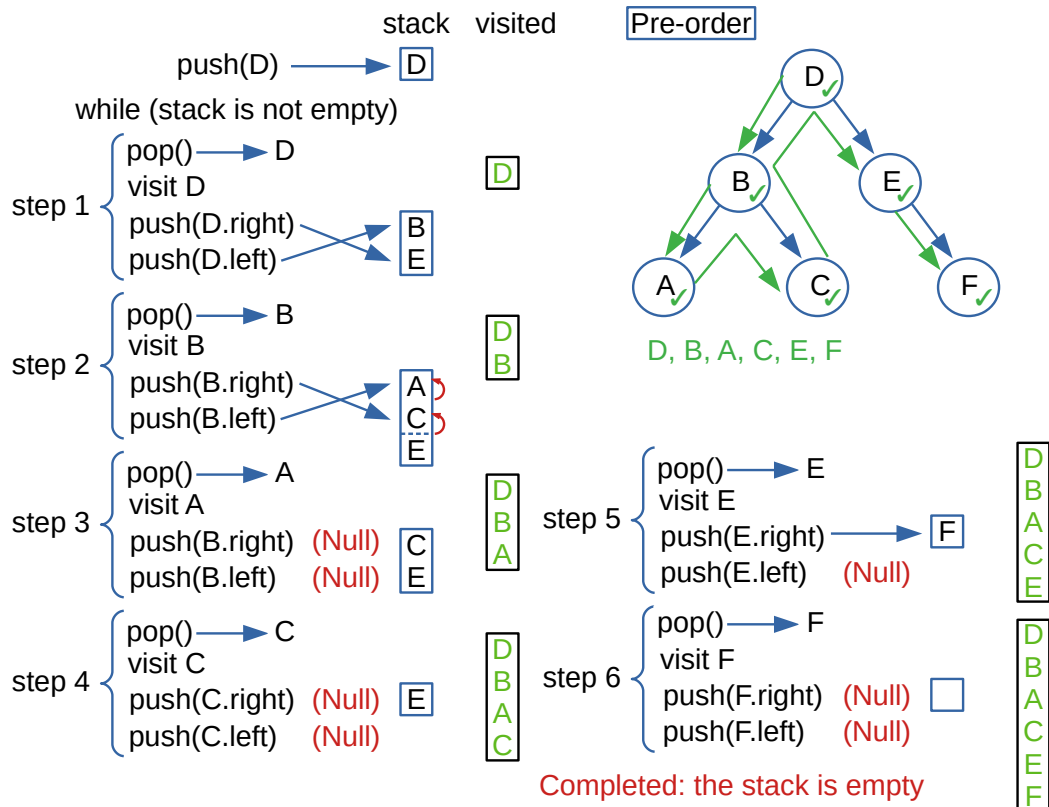 stack visited Pre-order
push(D) D
while (stack is not empty)
step 1
pop() D
visit D
push(D.right)
push(D.left)
B
E
D
step 2
pop() B
visit B
push(B.right)
push(B.left)
A
C
E
D
B
step 3
pop() A
visit A
push(B.right) (Null)
push(B.left) (Null)
C
E
D
B
A
step 4
pop() C
visit C
push(C.right) (Null)
push(C.left) (Null)
E
D
B
A
C
D
B E
A C F
D, B, A, C, E, F
step 5
pop() E
visit E
push(E.right) F
push(E.left) (Null)
D
B
A
C
E
step 6
pop() F
visit F
push(F.right) (Null)
push(F.left) (Null)
D
B
A
C
E
F
Completed: the stack is empty